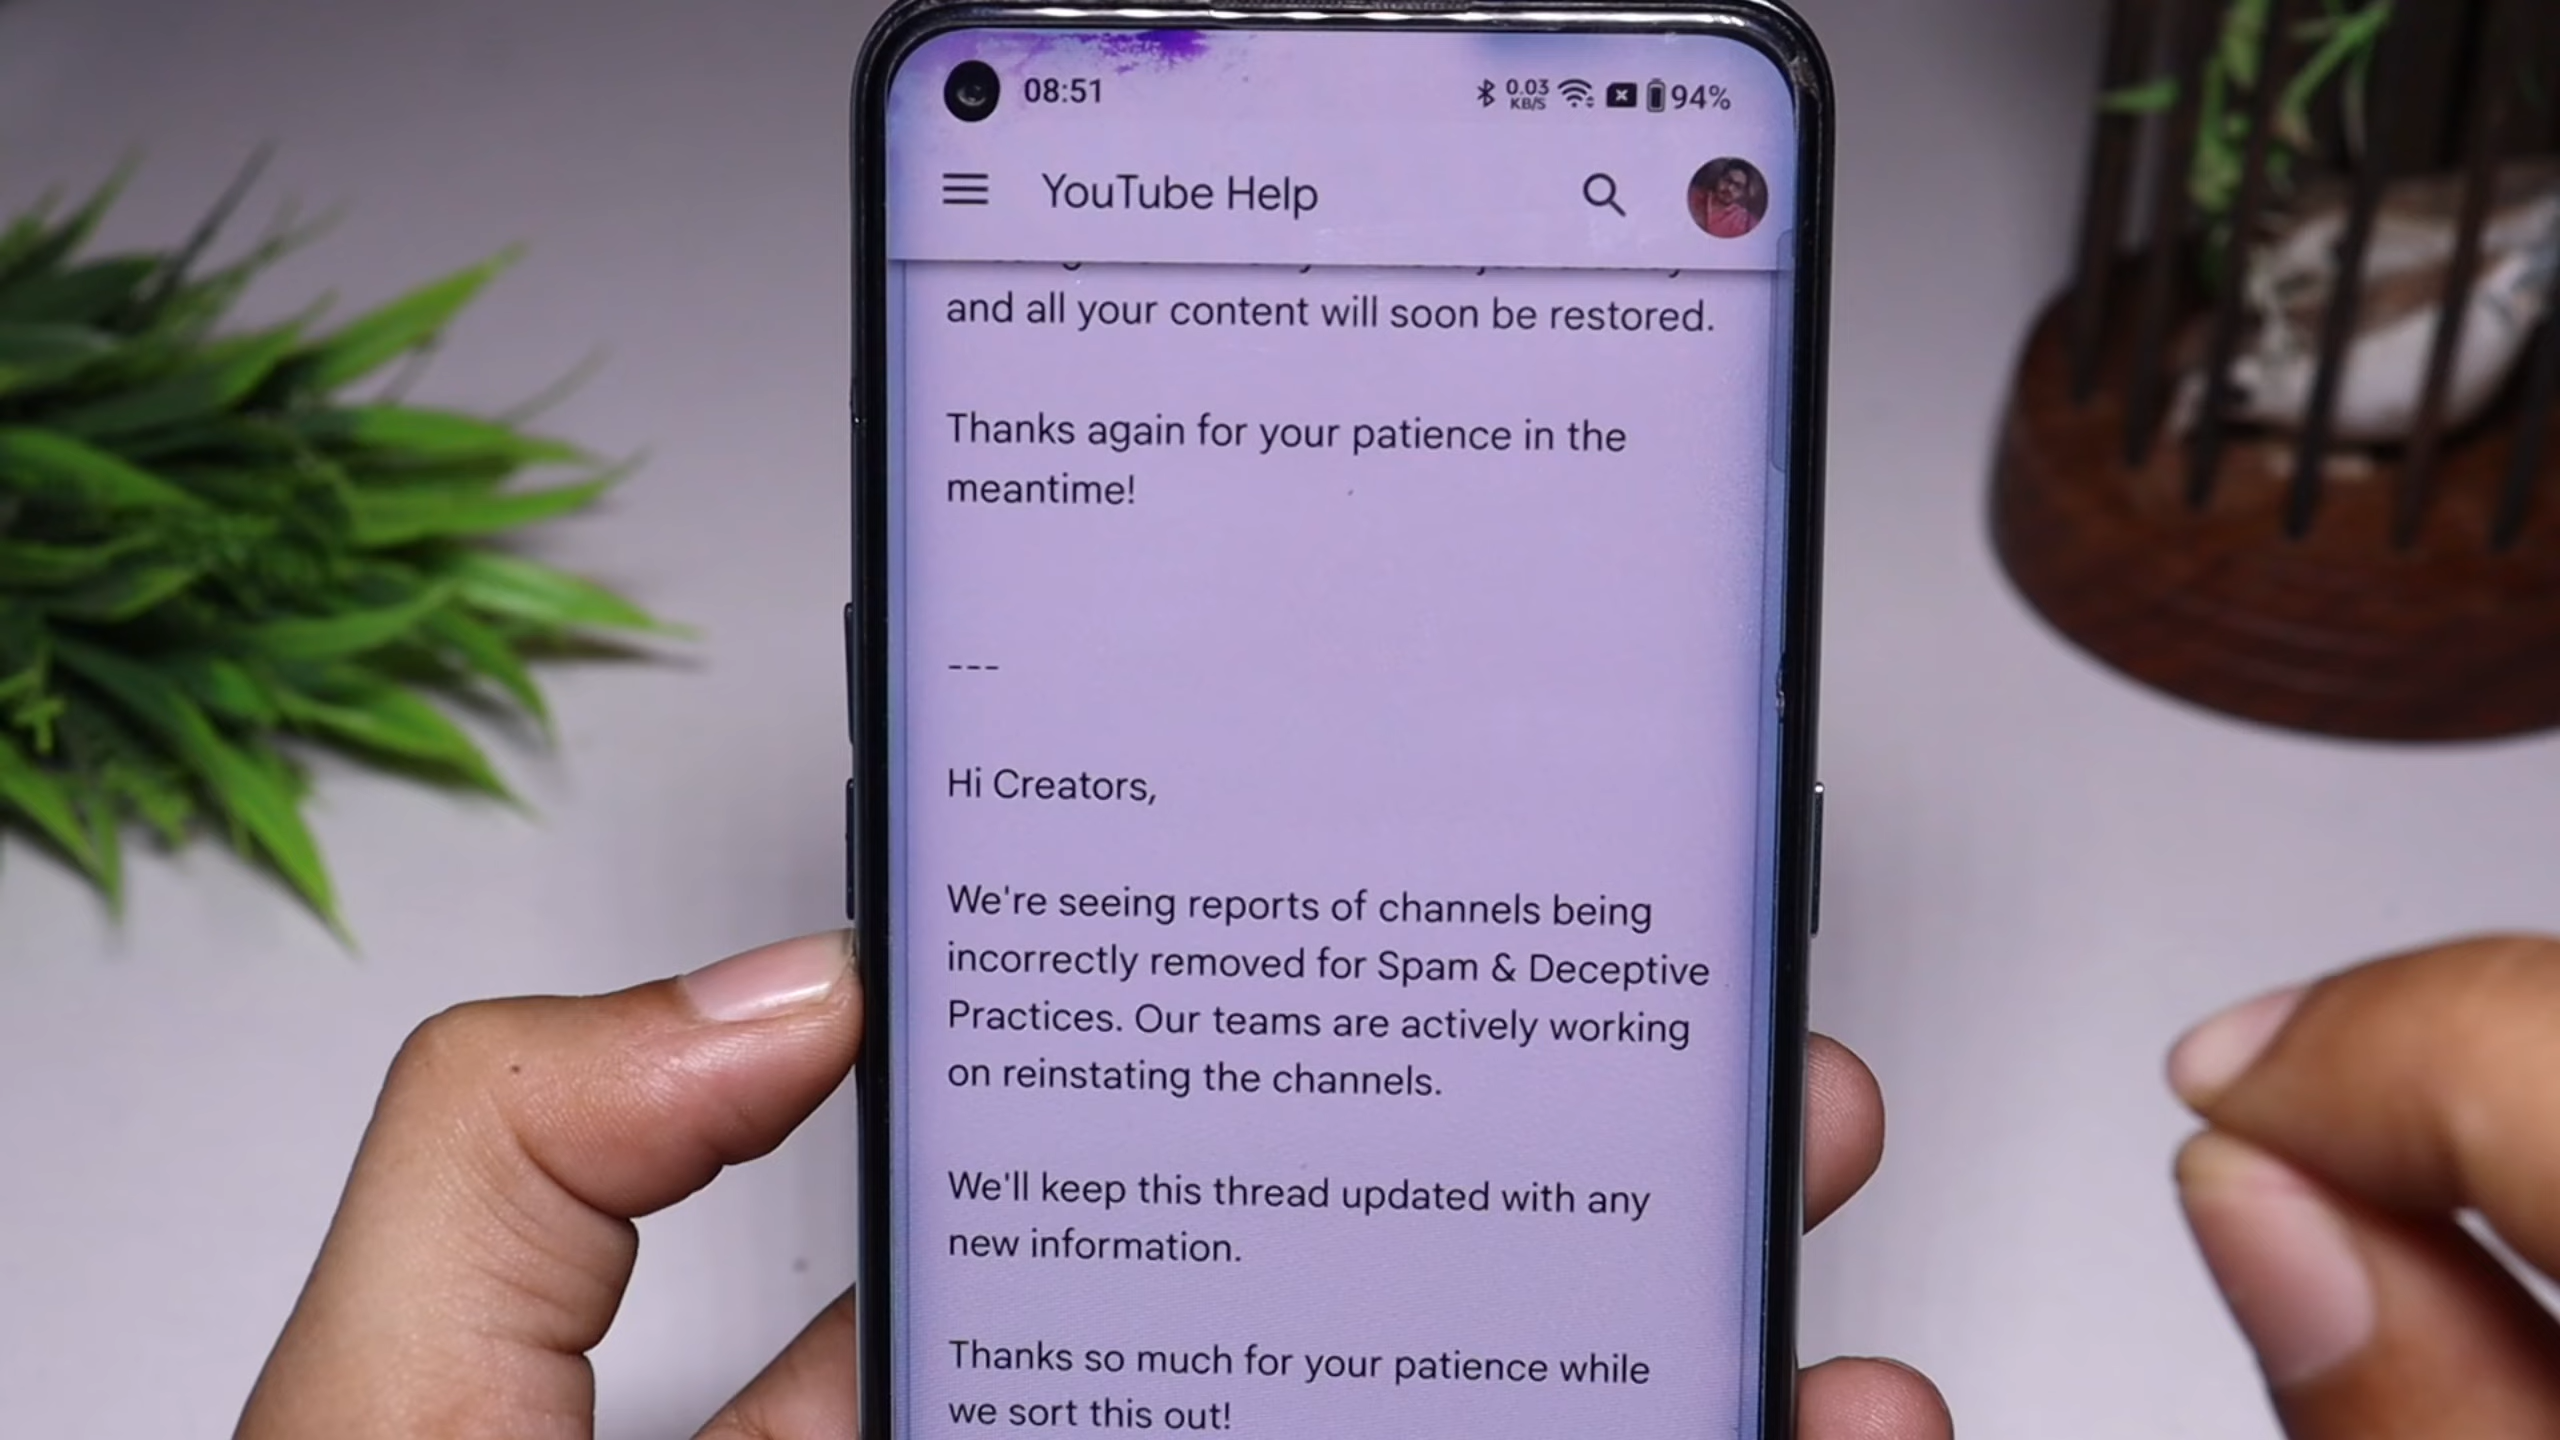 08:51
0.03
KB/S
94%
YouTube Help
and all your content will soon be restored.
Thanks again for your patience in the
meantime!
---
Hi Creators,
We're seeing reports of channels being
incorrectly removed for Spam & Deceptive
Practices. Our teams are actively working
on reinstating the channels.
We'll keep this thread updated with any
new information.
Thanks so much for your patience while
we sort this out!